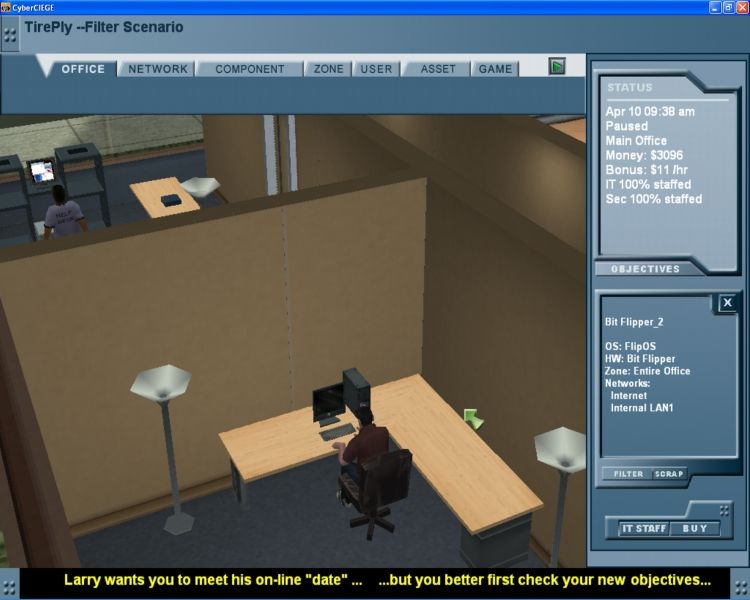 CyberCIEGE
TirePly --Filter Scenario
OFFICE NETWORK COMPONENT ZONE USER ASSET GAME
STATUS
Apr 10 09:38 am
Paused
Main Office
Money: $3096
Bonus: $11 /hr
IT 100% staffed
Sec 100% staffed
OBJECTIVES
HELP
DESK
X
Bit Flipper_2
OS: FlipOS
HW: Bit Flipper
Zone: Entire Office
Networks:
Internet
Internal LAN1
FILTER SCRAP
IT STAFF BUY
Larry wants you to meet his on-line "date" ... ...but you better first check your new objectives...